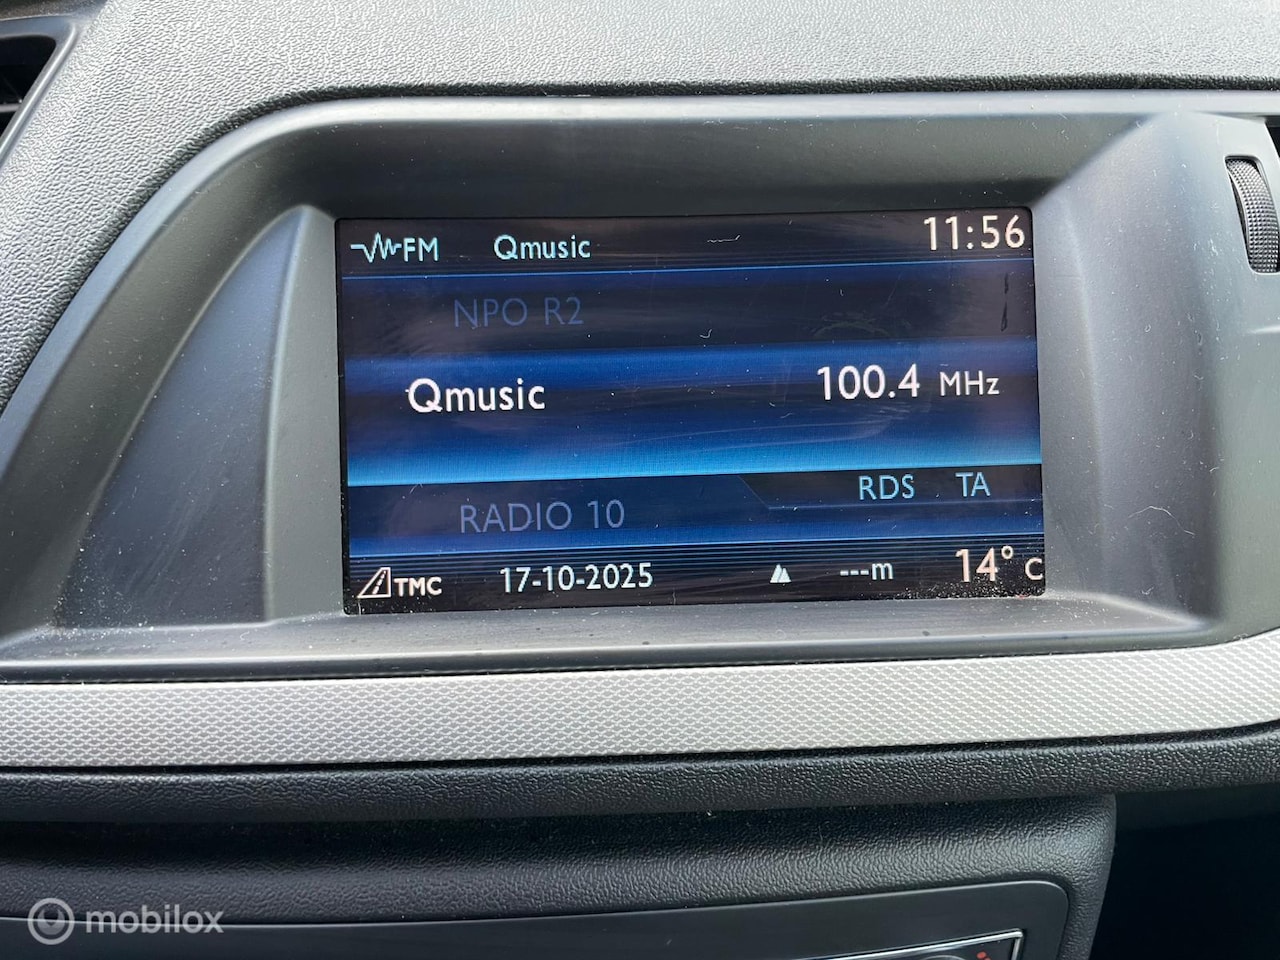 FM Qmusic 11:56
NPO R2
Qmusic 100.4 MHz
RDS TA
RADIO 10
TMC 17-10-2025 ---m 14° C
mobilox